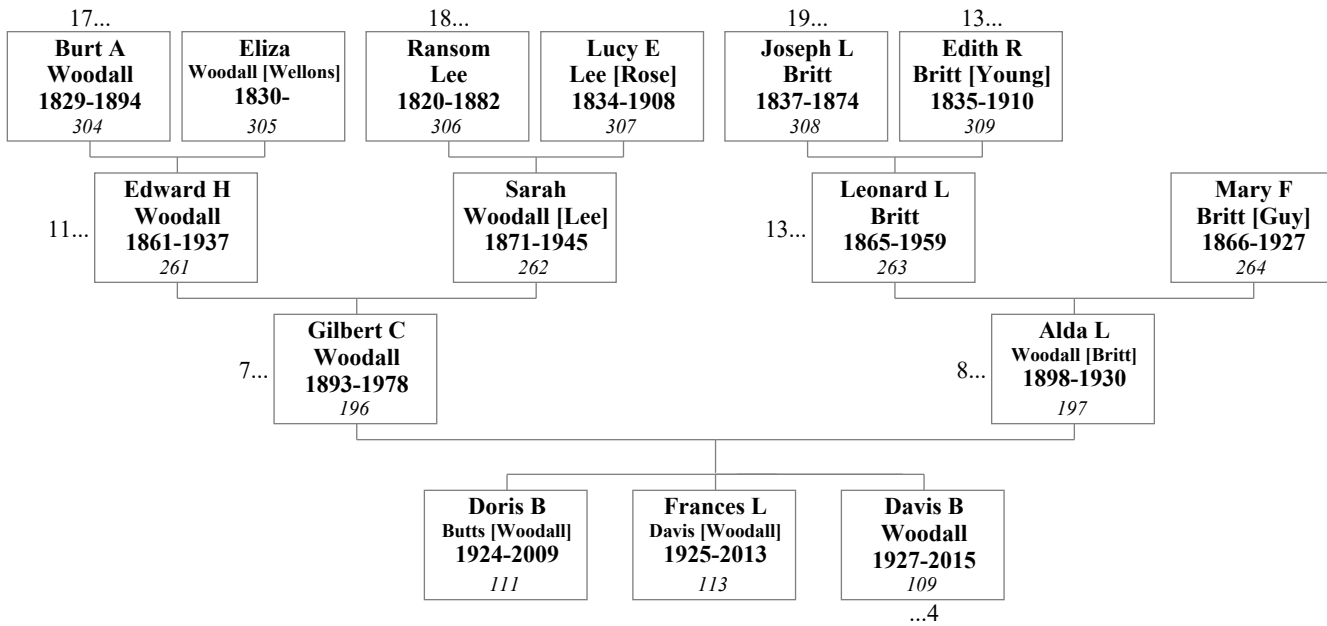 17...
Burt A
Woodall
1829-1894
304
Eliza
Woodall [Wellons]
1830-
305
18...
Ransom
Lee
1820-1882
306
Lucy E
Lee [Rose]
1834-1908
307
19...
Joseph L
Britt
1837-1874
308
13...
Edith R
Britt [Young]
1835-1910
309
11...
Edward H
Woodall
1861-1937
261
Sarah
Woodall [Lee]
1871-1945
262
13...
Leonard L
Britt
1865-1959
263
Mary F
Britt [Guy]
1866-1927
264
7...
Gilbert C
Woodall
1893-1978
196
8...
Alda L
Woodall [Britt]
1898-1930
197
Doris B
Butts [Woodall]
1924-2009
111
Frances L
Davis [Woodall]
1925-2013
113
Davis B
Woodall
1927-2015
109
...4